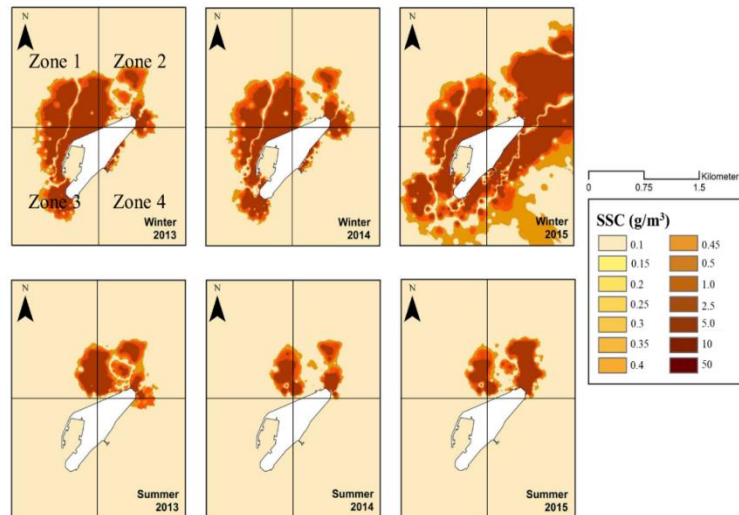 N
N
N
Zone 1
Zone 2
Zone 3
Zone 4
Winter
2013
Winter
2014
Winter
2015
Kilometer
0
0.75
1.5
SSC (g/m³)
0.1
0.45
0.15
0.5
0.2
1.0
0.25
2.5
0.3
5.0
0.35
10
0.4
50
N
N
N
Summer
2013
Summer
2014
Summer
2015